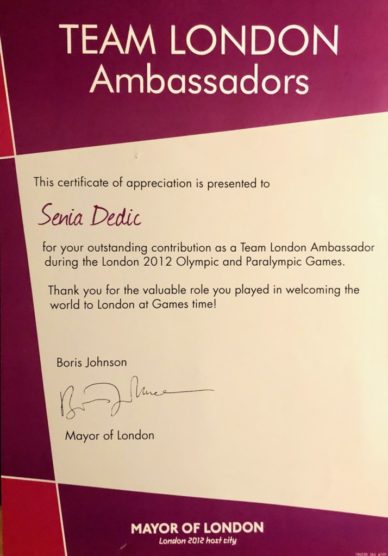 TEAM LONDON
Ambassadors
This certificate of appreciation is presented to
Senia Dedic
for your outstanding contribution as a Team London Ambassador
during the London 2012 Olympic and Paralympic Games.
Thank you for the valuable role you played in welcoming the
world to London at Games time!
Boris Johnson
Mayor of London
MAYOR OF LONDON
London 2012 host city